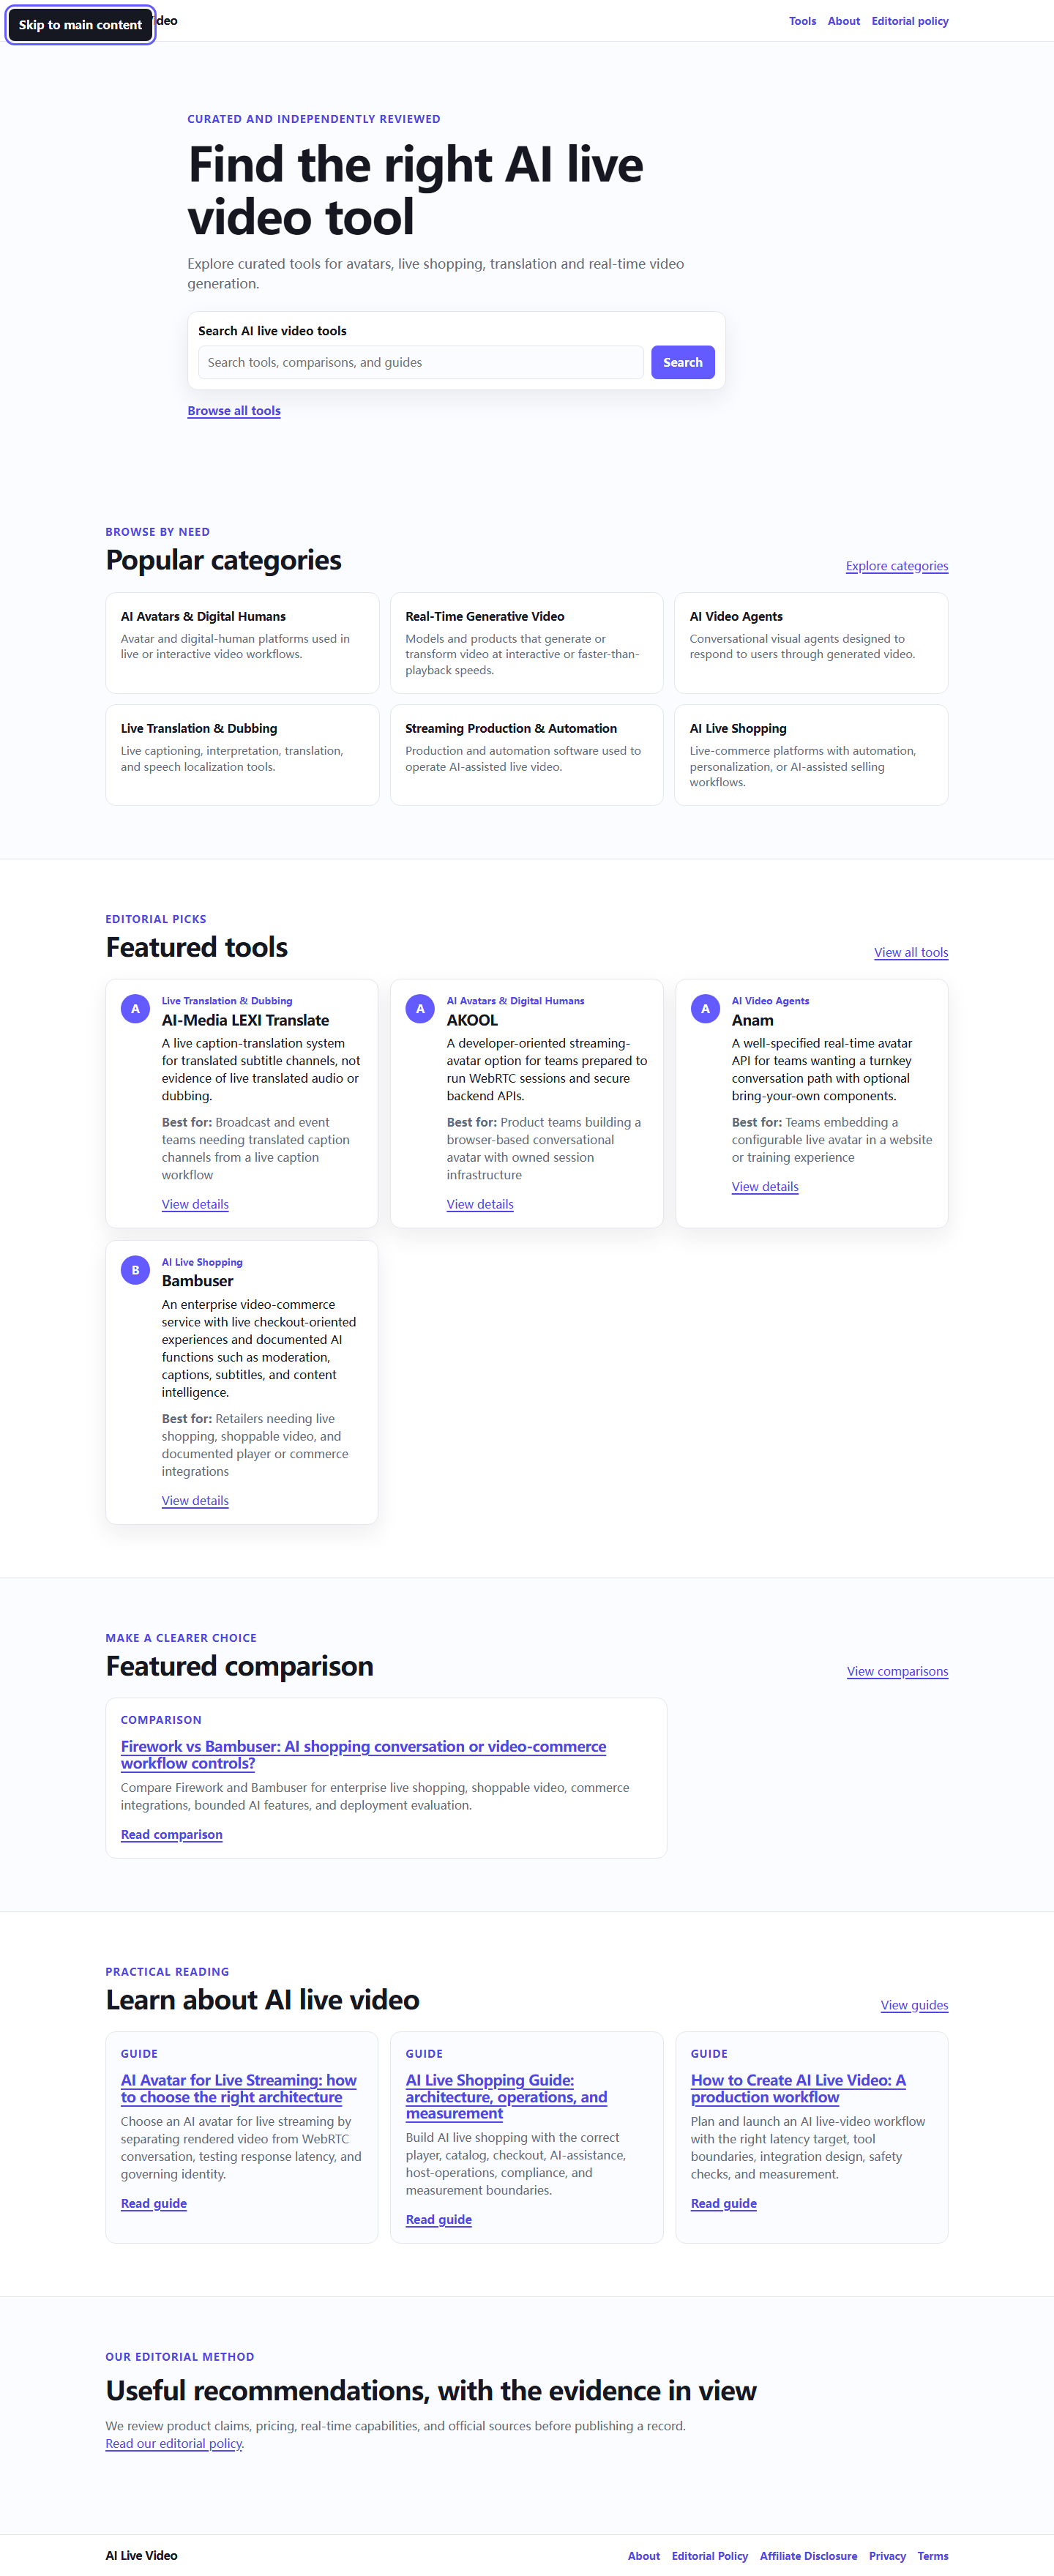 Skip to main content
deo
Tools About Editorial policy
CURATED AND INDEPENDENTLY REVIEWED
Find the right AI live
video tool
Explore curated tools for avatars, live shopping, translation and real-time video
generation.
Search AI live video tools
Search tools, comparisons, and guides
Search
Browse all tools
BROWSE BY NEED
Popular categories
Explore categories
AI Avatars & Digital Humans
Avatar and digital-human platforms used in
live or interactive video workflows.
Real-Time Generative Video
Models and products that generate or
transform video at interactive or faster-than-
playback speeds.
AI Video Agents
Conversational visual agents designed to
respond to users through generated video.
Live Translation & Dubbing
Live captioning, interpretation, translation,
and speech localization tools.
Streaming Production & Automation
Production and automation software used to
operate AI-assisted live video.
AI Live Shopping
Live-commerce platforms with automation,
personalization, or AI-assisted selling
workflows.
EDITORIAL PICKS
Featured tools
View all tools
A
Live Translation & Dubbing
AI-Media LEXI Translate
A live caption-translation system
for translated subtitle channels, not
evidence of live translated audio or
dubbing.
Best for: Broadcast and event
teams needing translated caption
channels from a live caption
workflow
View details
A
AI Avatars & Digital Humans
AKOOL
A developer-oriented streaming-
avatar option for teams prepared to
run WebRTC sessions and secure
backend APIs.
Best for: Product teams building a
browser-based conversational
avatar with owned session
infrastructure
View details
A
AI Video Agents
Anam
A well-specified real-time avatar
API for teams wanting a turnkey
conversation path with optional
bring-your-own components.
Best for: Teams embedding a
configurable live avatar in a website
or training experience
View details
B
AI Live Shopping
Bambuser
An enterprise video-commerce
service with live checkout-oriented
experiences and documented AI
functions such as moderation,
captions, subtitles, and content
intelligence.
Best for: Retailers needing live
shopping, shoppable video, and
documented player or commerce
integrations
View details
MAKE A CLEARER CHOICE
Featured comparison
View comparisons
COMPARISON
Firework vs Bambuser: AI shopping conversation or video-commerce
workflow controls?
Compare Firework and Bambuser for enterprise live shopping, shoppable video, commerce
integrations, bounded AI features, and deployment evaluation.
Read comparison
PRACTICAL READING
Learn about AI live video
View guides
GUIDE
AI Avatar for Live Streaming: how
to choose the right architecture
Choose an AI avatar for live streaming by
separating rendered video from WebRTC
conversation, testing response latency, and
governing identity.
Read guide
GUIDE
AI Live Shopping Guide:
architecture, operations, and
measurement
Build AI live shopping with the correct
player, catalog, checkout, AI-assistance,
host-operations, compliance, and
measurement boundaries.
Read guide
GUIDE
How to Create AI Live Video: A
production workflow
Plan and launch an AI live-video workflow
with the right latency target, tool
boundaries, integration design, safety
checks, and measurement.
Read guide
OUR EDITORIAL METHOD
Useful recommendations, with the evidence in view
We review product claims, pricing, real-time capabilities, and official sources before publishing a record.
Read our editorial policy.
AI Live Video
About Editorial Policy Affiliate Disclosure Privacy Terms